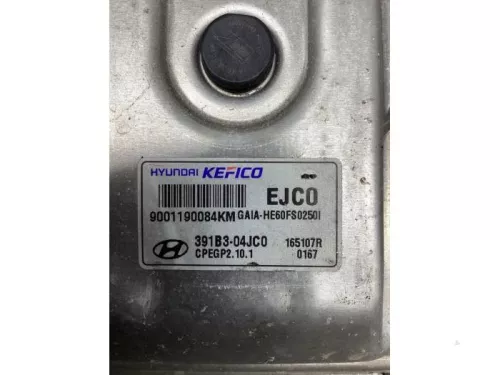 HYUNDAI KEFICO
EJC0
9001190084KM GAIA-HE60FS0250I
391B3-04JC0 165107R
CPEGP2.10.1 0167